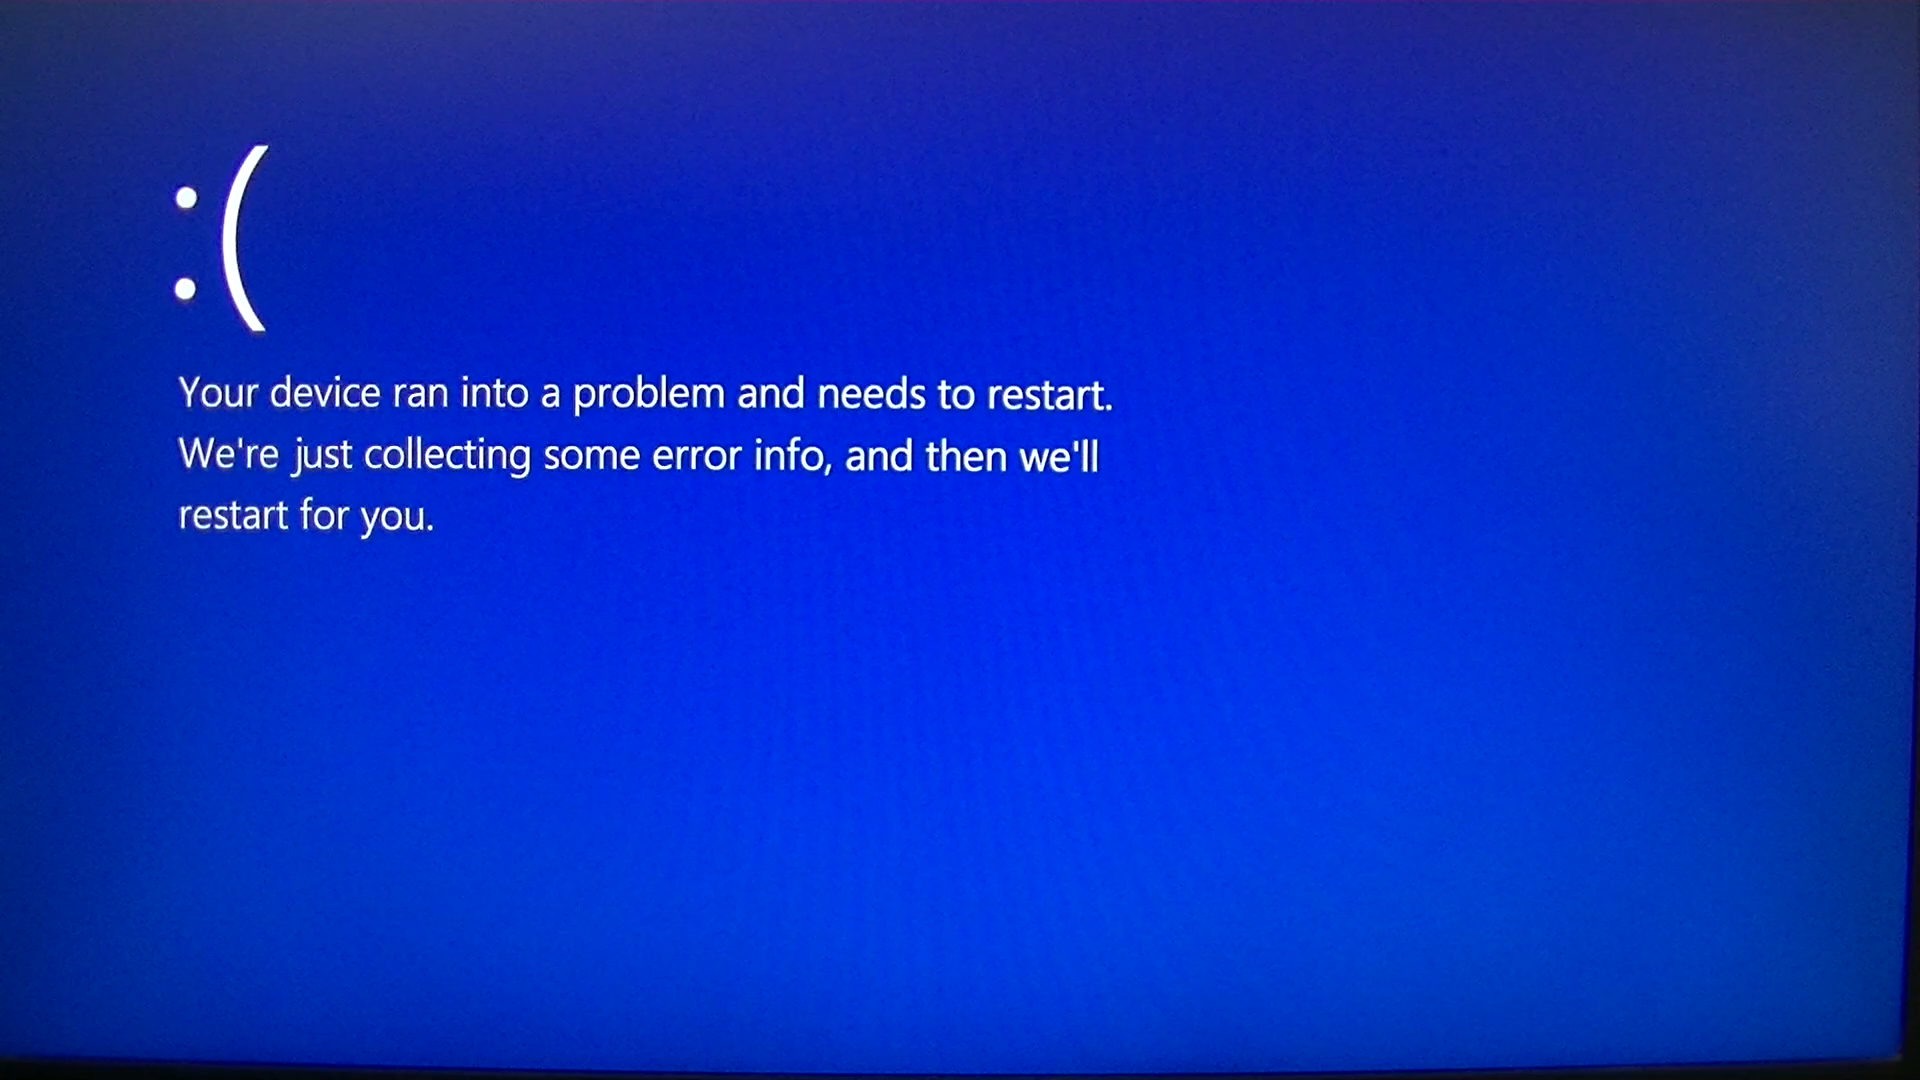 :(
Your device ran into a problem and needs to restart.
We're just collecting some error info, and then we'll
restart for you.